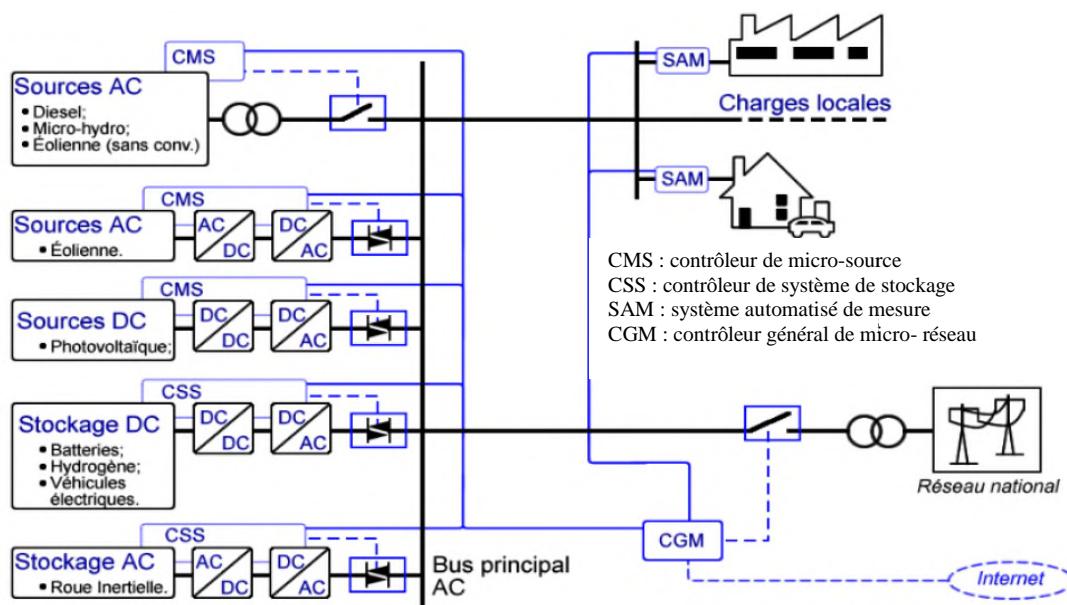 CMS
Sources AC
• Diesel;
• Micro-hydro;
• Éolienne (sans conv.)
SAM
Charges locales
SAM
CMS
Sources AC
• Éolienne.
AC
DC
DC
AC
CMS : contrôleur de micro-source
CSS : contrôleur de système de stockage
SAM : système automatisé de mesure
CGM : contrôleur général de micro- réseau
CMS
Sources DC
• Photovoltaïque;
DC
DC
DC
AC
CSS
Stockage DC
• Batteries;
• Hydrogène;
• Véhicules
électriques.
DC
DC
DC
AC
Réseau national
CSS
Stockage AC
• Roue Inertielle.
AC
DC
DC
AC
Bus principal
AC
CGM
Internet